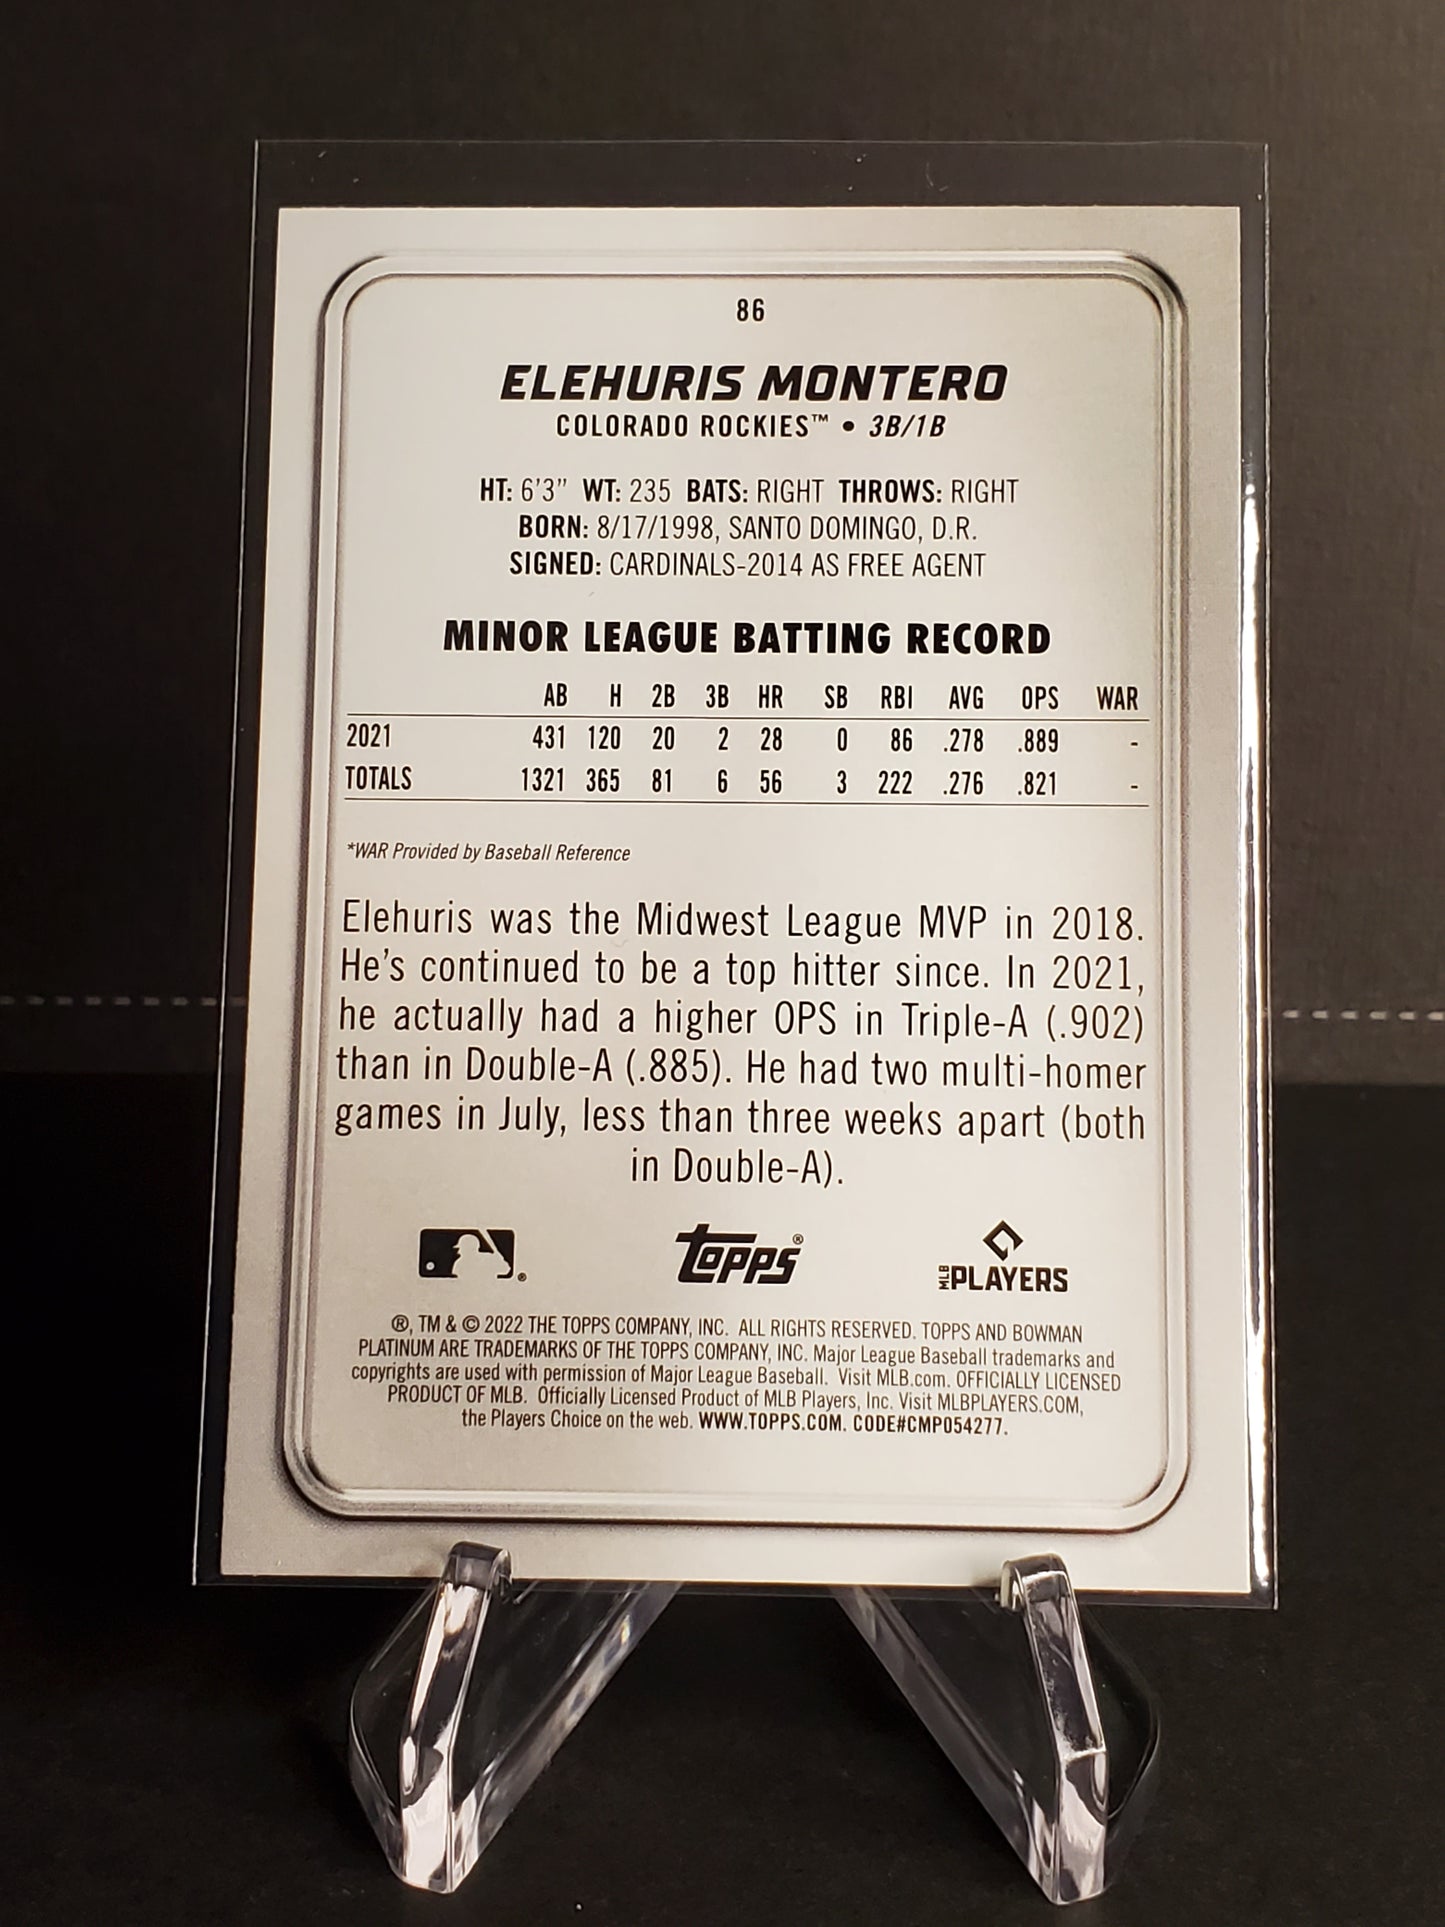 86
ELEHURIS MONTERO
COLORADO ROCKIES™ • 3B/1B
HT: 6'3" WT: 235 BATS: RIGHT THROWS: RIGHT
BORN: 8/17/1998, SANTO DOMINGO, D.R.
SIGNED: CARDINALS-2014 AS FREE AGENT
MINOR LEAGUE BATTING RECORD
AB H 2B 3B HR SB RBI AVG OPS WAR
2021 431 120 20 2 28 0 86 .278 .889 -
TOTALS 1321 365 81 6 56 3 222 .276 .821 -
*WAR Provided by Baseball Reference
Elehuris was the Midwest League MVP in 2018.
He's continued to be a top hitter since. In 2021,
he actually had a higher OPS in Triple-A (.902)
than in Double-A (.885). He had two multi-homer
games in July, less than three weeks apart (both
in Double-A).
® topps® MLB PLAYERS
®, TM & © 2022 THE TOPPS COMPANY, INC. ALL RIGHTS RESERVED. TOPPS AND BOWMAN
PLATINUM ARE TRADEMARKS OF THE TOPPS COMPANY, INC. Major League Baseball trademarks and
copyrights are used with permission of Major League Baseball. Visit MLB.com. OFFICIALLY LICENSED
PRODUCT OF MLB. Officially Licensed Product of MLB Players, Inc. Visit MLBPLAYERS.COM,
the Players Choice on the web. WWW.TOPPS.COM. CODE#CMP054277.